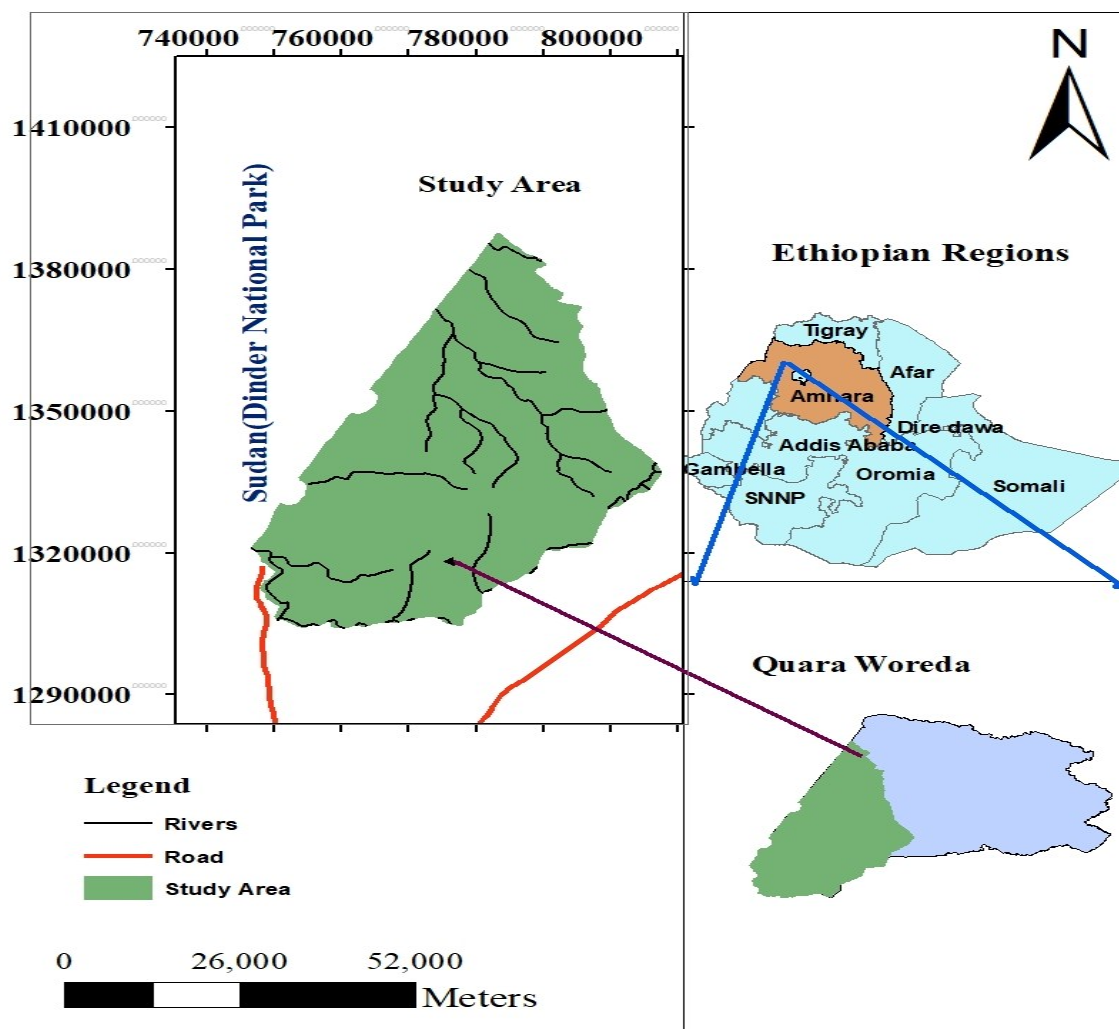 740000 760000 780000 800000
N
1410000
1380000
1350000
1320000
1290000
Sudan(Dinder National Park)
Study Area
Ethiopian Regions
Tigray
Afar
Amhara
Dire dawa
Addis Ababa
Gambella
Oromia
SNNP
Somali
Quara Woreda
Legend
Rivers
Road
Study Area
0 26,000 52,000
Meters